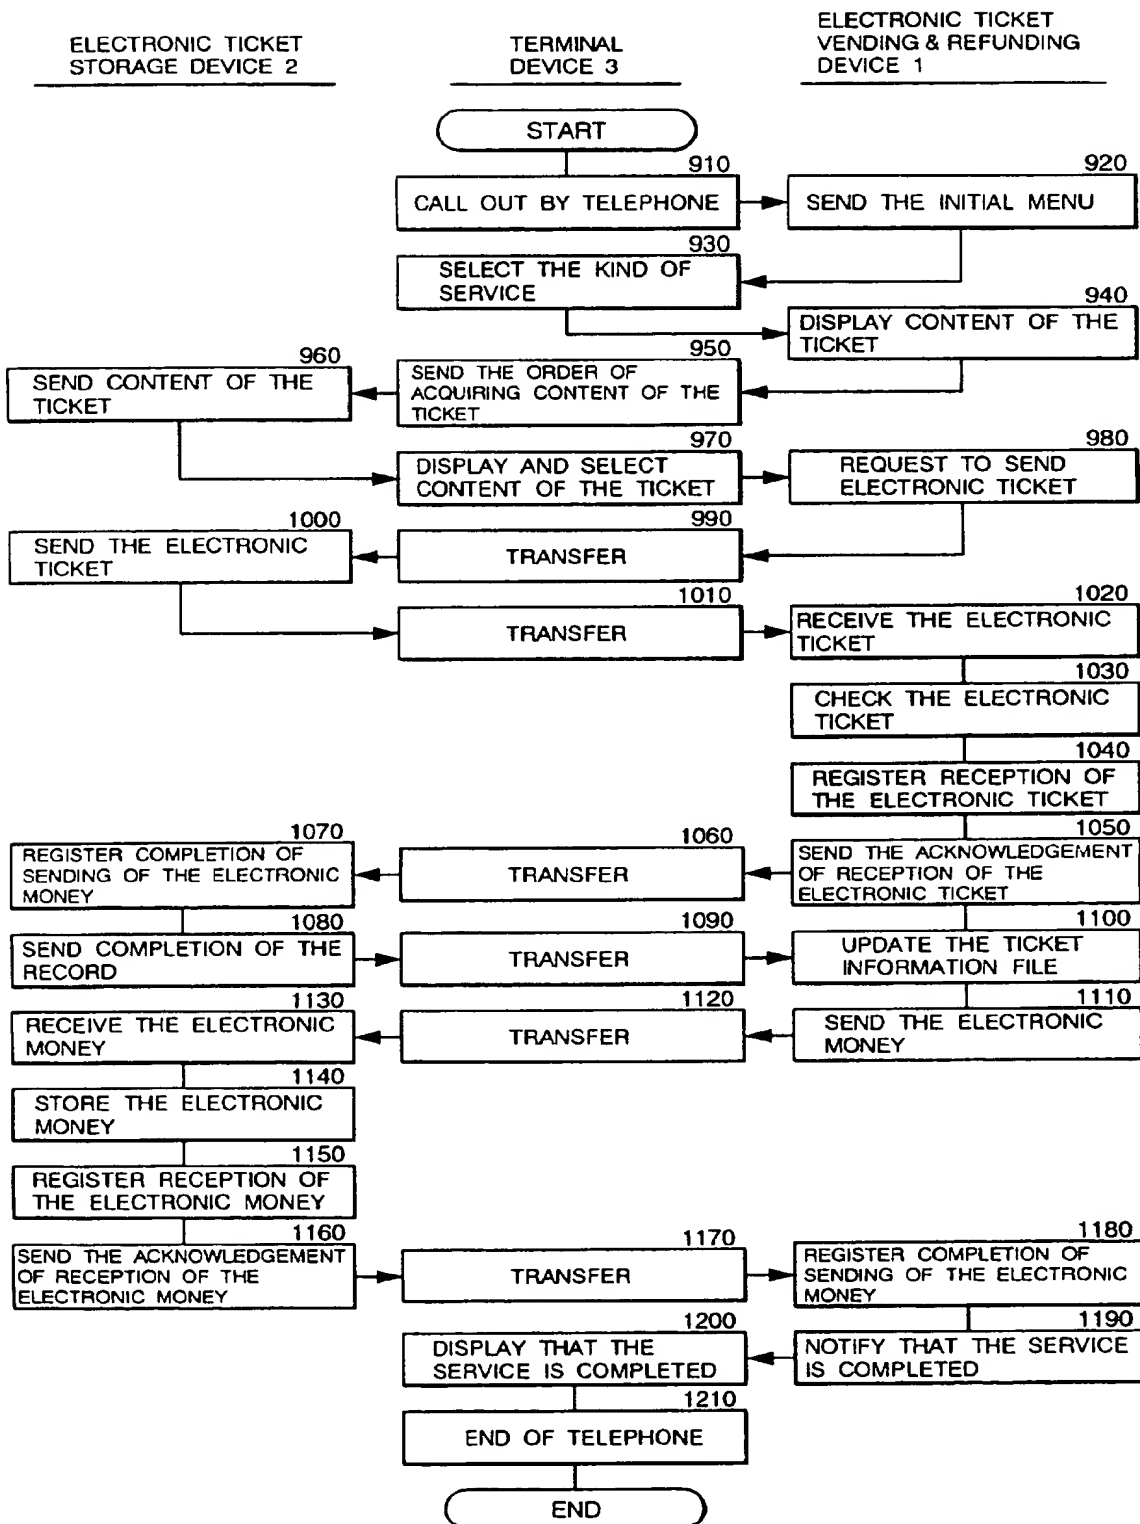 ELECTRONIC TICKET
STORAGE DEVICE 2
TERMINAL
DEVICE 3
ELECTRONIC TICKET
VENDING & REFUNDING
DEVICE 1
START
910
CALL OUT BY TELEPHONE
920
SEND THE INITIAL MENU
930
SELECT THE KIND OF
SERVICE
940
DISPLAY CONTENT OF THE
TICKET
950
SEND THE ORDER OF
ACQUIRING CONTENT OF THE
TICKET
960
SEND CONTENT OF THE
TICKET
970
DISPLAY AND SELECT
CONTENT OF THE TICKET
980
REQUEST TO SEND
ELECTRONIC TICKET
990
TRANSFER
1000
SEND THE ELECTRONIC
TICKET
1010
TRANSFER
1020
RECEIVE THE ELECTRONIC
TICKET
1030
CHECK THE ELECTRONIC
TICKET
1040
REGISTER RECEPTION OF
THE ELECTRONIC TICKET
1050
SEND THE ACKNOWLEDGEMENT
OF RECEPTION OF THE
ELECTRONIC TICKET
1060
TRANSFER
1070
REGISTER COMPLETION OF
SENDING OF THE ELECTRONIC
MONEY
1080
SEND COMPLETION OF THE
RECORD
1090
TRANSFER
1100
UPDATE THE TICKET
INFORMATION FILE
1110
SEND THE ELECTRONIC
MONEY
1120
TRANSFER
1130
RECEIVE THE ELECTRONIC
MONEY
1140
STORE THE ELECTRONIC
MONEY
1150
REGISTER RECEPTION OF
THE ELECTRONIC MONEY
1160
SEND THE ACKNOWLEDGEMENT
OF RECEPTION OF THE
ELECTRONIC MONEY
1170
TRANSFER
1180
REGISTER COMPLETION OF
SENDING OF THE ELECTRONIC
MONEY
1190
NOTIFY THAT THE SERVICE
IS COMPLETED
1200
DISPLAY THAT THE
SERVICE IS COMPLETED
1210
END OF TELEPHONE
END